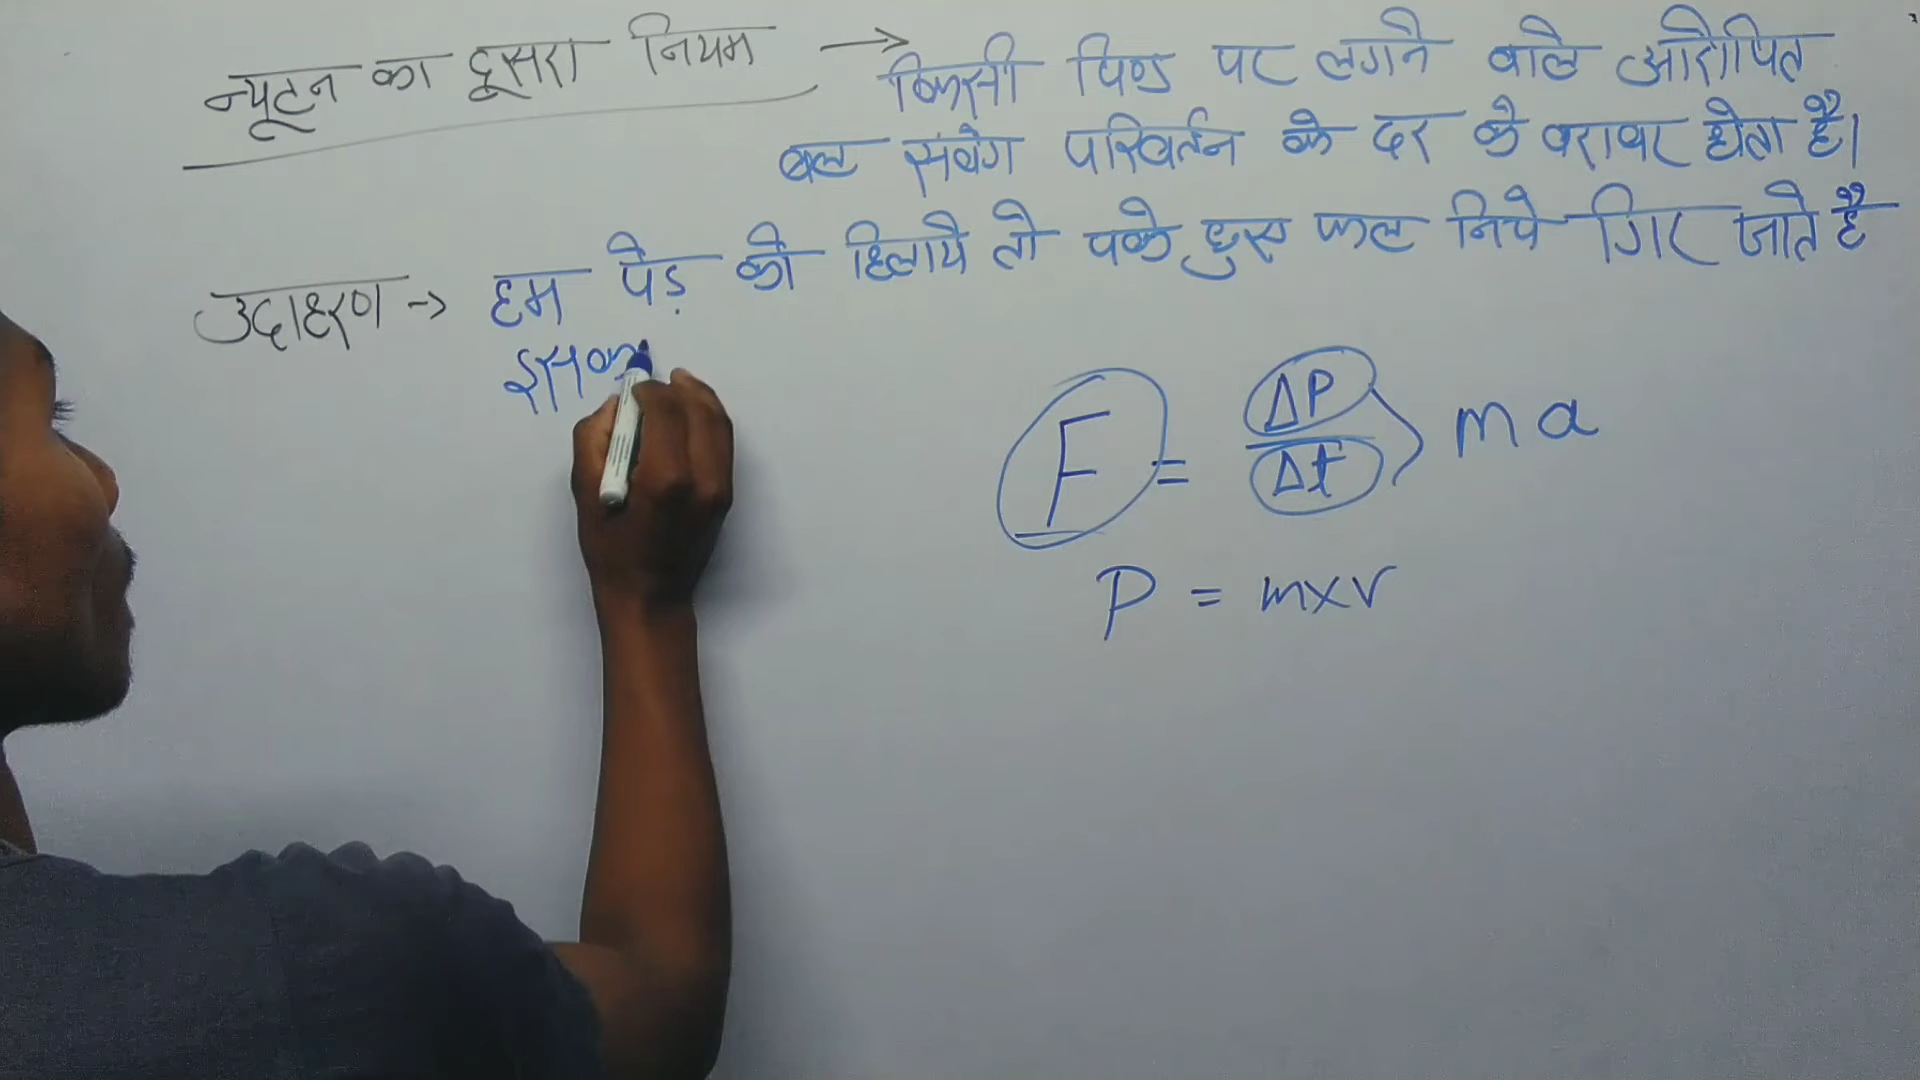 न्यूटन का दूसरा नियम → किसी पिण्ड पर लगने वाले आरोपित
बल संवेग परिवर्तन के दर के बराबर होता है।
उदाहरण → हम पेड़ को हिलाये तो पके हुए फल निचे गिर जाते है
इसका
F = ΔP/Δt > ma
P = m×v